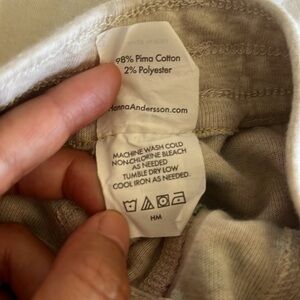 98% Pima Cotton
2% Polyester
HannaAndersson.com
MACHINE WASH COLD
NON-CHLORINE BLEACH
AS NEEDED
TUMBLE DRY LOW
COOL IRON AS NEEDED
HM